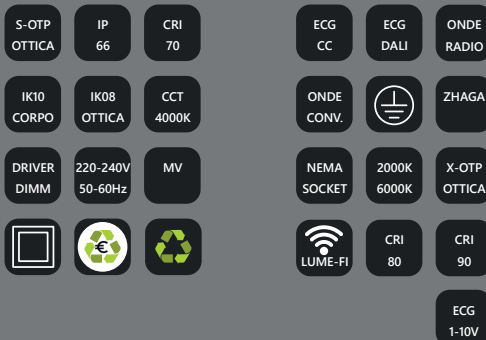 S-OTP
OTTICA
IP
66
CRI
70
ECG
CC
ECG
DALI
ONDE
RADIO
IK10
CORPO
IK08
OTTICA
CCT
4000K
ONDE
CONV.
ZHAGA
DRIVER
DIMM
220-240V
50-60Hz
MV
NEMA
SOCKET
2000K
6000K
X-OTP
OTTICA
€
LUME-FI
CRI
80
CRI
90
ECG
1-10V